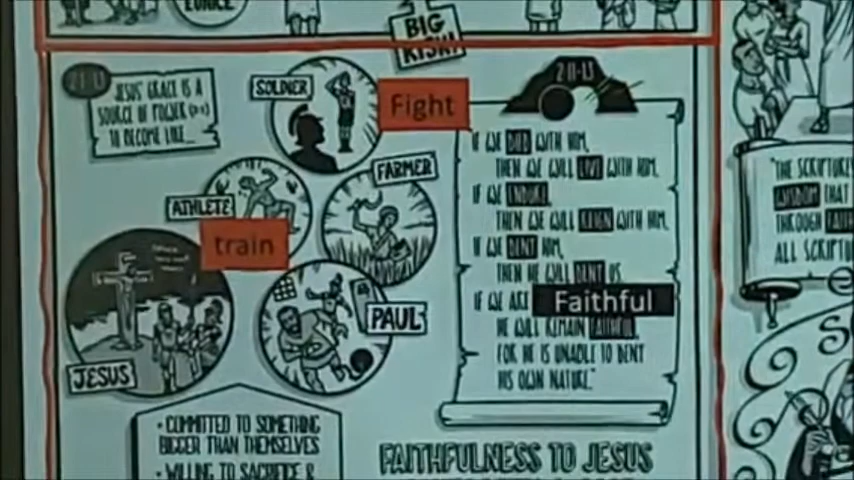 EUNICE
BIG
KISH!
2:1-13
JESUS' GRACE IS A
SOURCE OF POWER (2:1)
TO BECOME LIKE...
SOLDIER
Fight
ATHLETE
train
FARMER
PAUL
JESUS
• COMMITTED TO SOMETHING
BIGGER THAN THEMSELVES
• WILLING TO SACRIFICE &
2:11-13
IF WE DIED WITH HIM,
THEN WE WILL LIVE WITH HIM.
IF WE ENDURE,
THEN WE WILL REIGN WITH HIM.
IF WE DENY HIM,
THEN HE WILL DENY US.
IF WE ARE Faithful
HE WILL REMAIN FAITHFUL,
FOR HE IS UNABLE TO DENY
HIS OWN NATURE."
FAITHFULNESS TO JESUS
"THE SCRIPTURES
WISDOM THAT
THROUGH FAITH
ALL SCRIPTU